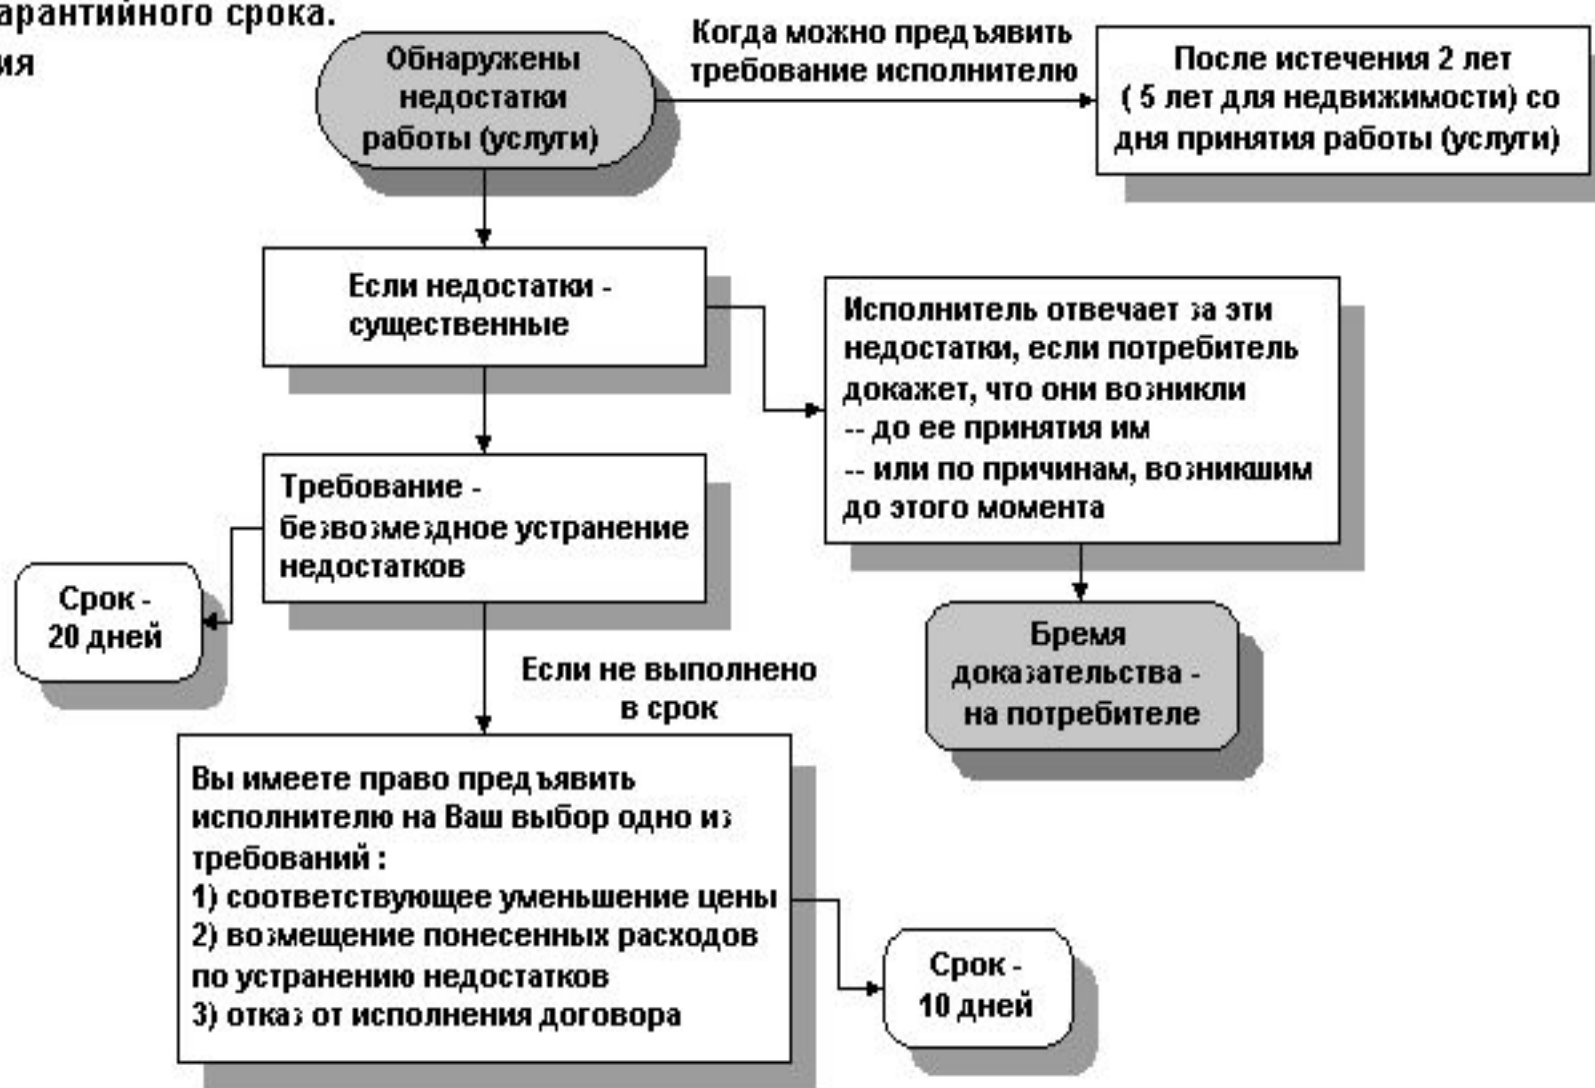 арантийного срока.
ия
Обнаружены
недостатки
работы (услуги)
Когда можно предъявить
требование исполнителю
После истечения 2 лет
( 5 лет для недвижимости) со
дня принятия работы (услуги)
Если недостатки -
существенные
Исполнитель отвечает за эти
недостатки, если потребитель
докажет, что они возникли
-- до ее принятия им
-- или по причинам, возникшим
до этого момента
Требование -
безвозмездное устранение
недостатков
Срок -
20 дней
Бремя
доказательства -
на потребителе
Если не выполнено
в срок
Вы имеете право предъявить
исполнителю на Ваш выбор одно из
требований :
1) соответствующее уменьшение цены
2) возмещение понесенных расходов
по устранению недостатков
3) отказ от исполнения договора
Срок -
10 дней